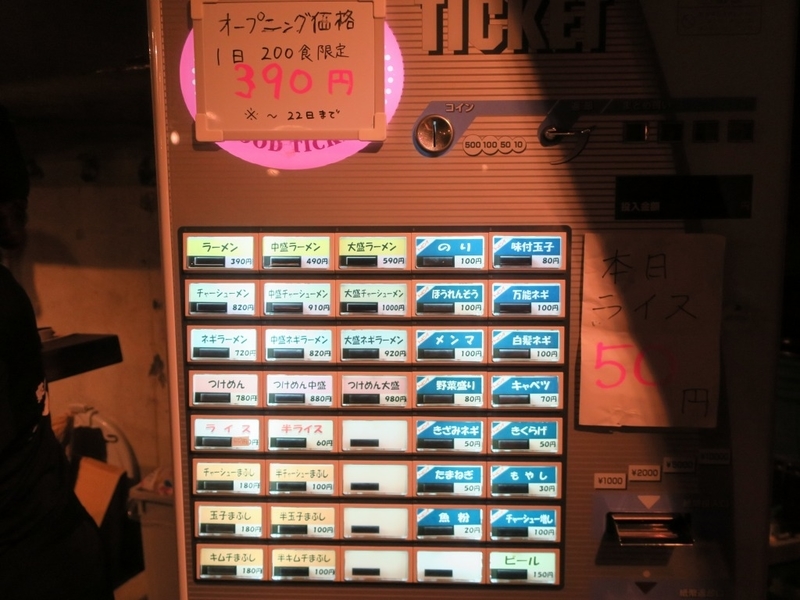 オープニング価格
1日 200食限定
390円
※ ～ 22日まで
TICKET
コイン
500 100 50 10
本日
ライス
50
円
¥1000 ¥2000
ラーメン 390円
中盛ラーメン 490円
大盛ラーメン 590円
のり 100円
味付玉子 80円
チャーシューメン 820円
中盛チャーシューメン 910円
大盛チャーシューメン 1000円
ほうれんそう 100円
万能ネギ 100円
ネギラーメン 720円
中盛ネギラーメン 820円
大盛ネギラーメン 920円
メンマ 100円
白髪ネギ 100円
つけめん 780円
つけめん中盛 880円
つけめん大盛 980円
野菜盛り 80円
キャベツ 70円
ライス
半ライス 60円
きざみネギ 50円
きくらげ 50円
チャーシューまぶし 180円
半チャーシューまぶし 100円
たまねぎ 50円
もやし 30円
玉子まぶし 180円
半玉子まぶし 100円
魚粉 20円
チャーシュー増し 100円
キムチまぶし 180円
半キムチまぶし 100円
ビール 150円